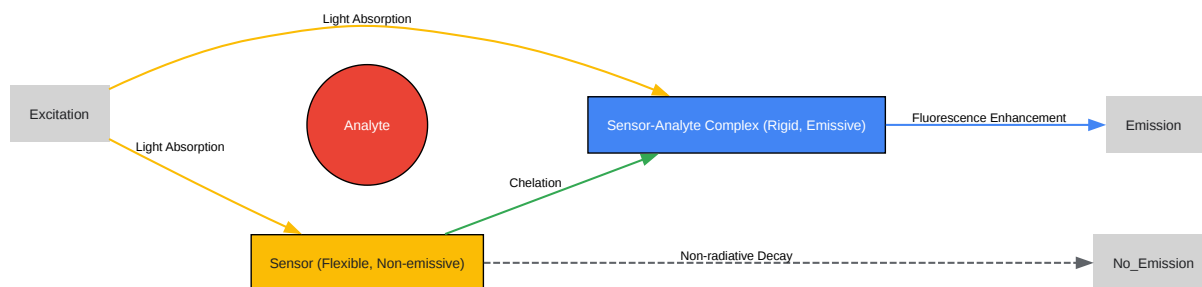 Light Absorption
Excitation
Analyte
Sensor-Analyte Complex (Rigid, Emissive)
Fluorescence Enhancement
Emission
Light Absorption
Chelation
Sensor (Flexible, Non-emissive)
Non-radiative Decay
No_Emission